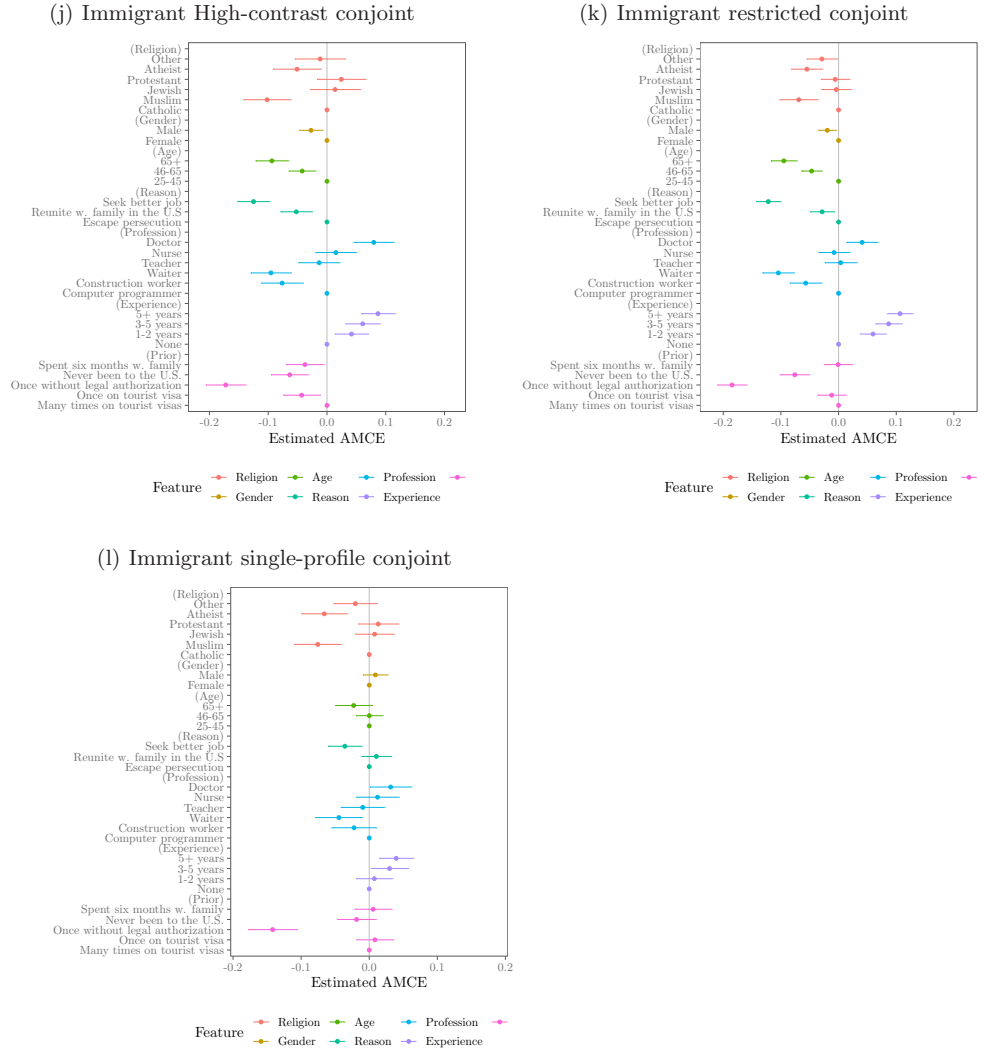 (j) Immigrant High-contrast conjoint
(Religion)
Other
Atheist
Protestant
Jewish
Muslim
Catholic
(Gender)
Male
Female
(Age)
65+
46-65
25-45
(Reason)
Seek better job
Reunite w. family in the U.S
Escape persecution
(Profession)
Doctor
Nurse
Teacher
Waiter
Construction worker
Computer programmer
(Experience)
5+ years
3-5 years
1-2 years
None
(Prior)
Spent six months w. family
Never been to the U.S.
Once without legal authorization
Once on tourist visa
Many times on tourist visas
-0.2 -0.1 0.0 0.1 0.2
Estimated AMCE
Feature
Religion Age Profession
Gender Reason Experience
(k) Immigrant restricted conjoint
(Religion)
Other
Atheist
Protestant
Jewish
Muslim
Catholic
(Gender)
Male
Female
(Age)
65+
46-65
25-45
(Reason)
Seek better job
Reunite w. family in the U.S
Escape persecution
(Profession)
Doctor
Nurse
Teacher
Waiter
Construction worker
Computer programmer
(Experience)
5+ years
3-5 years
1-2 years
None
(Prior)
Spent six months w. family
Never been to the U.S.
Once without legal authorization
Once on tourist visa
Many times on tourist visas
-0.2 -0.1 0.0 0.1 0.2
Estimated AMCE
Feature
Religion Age Profession
Gender Reason Experience
(l) Immigrant single-profile conjoint
(Religion)
Other
Atheist
Protestant
Jewish
Muslim
Catholic
(Gender)
Male
Female
(Age)
65+
46-65
25-45
(Reason)
Seek better job
Reunite w. family in the U.S
Escape persecution
(Profession)
Doctor
Nurse
Teacher
Waiter
Construction worker
Computer programmer
(Experience)
5+ years
3-5 years
1-2 years
None
(Prior)
Spent six months w. family
Never been to the U.S.
Once without legal authorization
Once on tourist visa
Many times on tourist visas
-0.2 -0.1 0.0 0.1 0.2
Estimated AMCE
Feature
Religion Age Profession
Gender Reason Experience